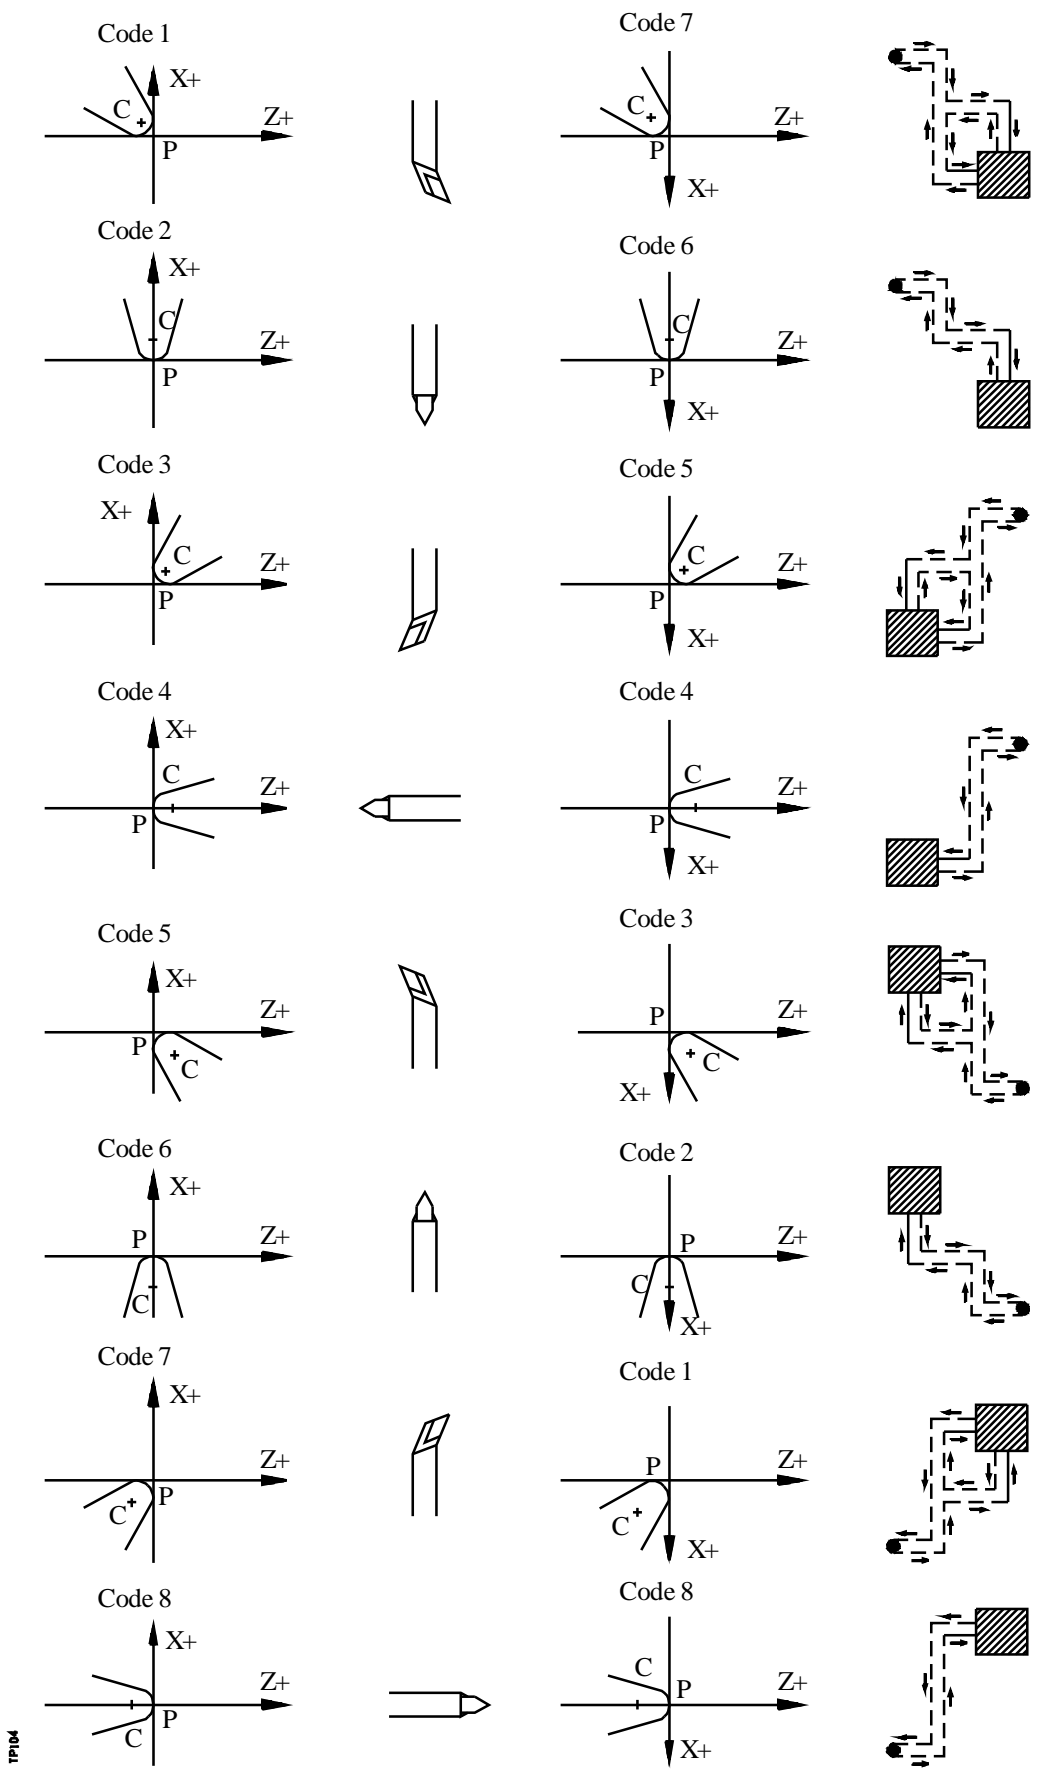 Code 1
X+
C
Z+
P
Code 7
C
Z+
P
X+
Code 2
X+
C
Z+
P
Code 6
C
Z+
P
X+
Code 3
X+
C
Z+
P
Code 5
C
Z+
P
X+
Code 4
X+
C
Z+
P
Code 4
C
Z+
P
X+
Code 5
X+
Z+
P
C
Code 3
P
Z+
C
X+
Code 6
X+
P
Z+
C
Code 2
P
Z+
C
X+
Code 7
X+
Z+
P
C
Code 1
P
Z+
C
X+
Code 8
X+
Z+
P
C
Code 8
C
P
Z+
X+
TP104